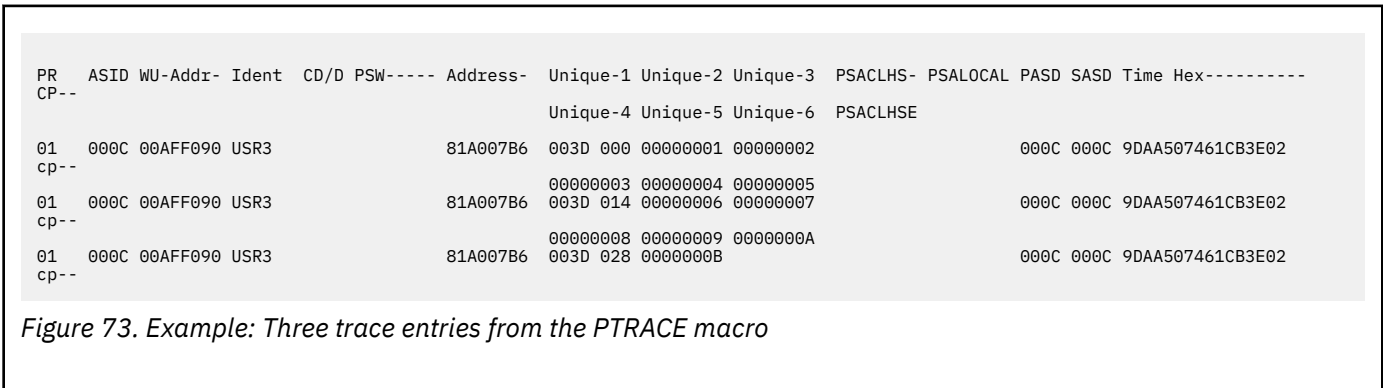 PR   ASID WU-Addr- Ident  CD/D PSW----- Address-  Unique-1 Unique-2 Unique-3  PSACLHS- PSALOCAL PASD SASD Time Hex----------
CP--
                                                  Unique-4 Unique-5 Unique-6  PSACLHSE
01   000C 00AFF090 USR3                81A007B6  003D 000 00000001 00000002                    000C 000C 9DAA507461CB3E02
cp--
                                                  00000003 00000004 00000005
01   000C 00AFF090 USR3                81A007B6  003D 014 00000006 00000007                    000C 000C 9DAA507461CB3E02
cp--
                                                  00000008 00000009 0000000A
01   000C 00AFF090 USR3                81A007B6  003D 028 0000000B                             000C 000C 9DAA507461CB3E02
cp--
Figure 73. Example: Three trace entries from the PTRACE macro